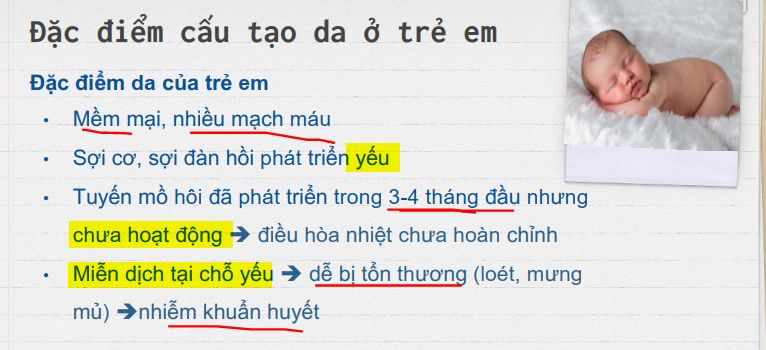 Đặc điểm cấu tạo da ở trẻ em
Đặc điểm da của trẻ em
• Mềm mại, nhiều mạch máu
• Sợi cơ, sợi đàn hồi phát triển yếu
• Tuyến mồ hôi đã phát triển trong 3-4 tháng đầu nhưng
chưa hoạt động ➔ điều hòa nhiệt chưa hoàn chỉnh
• Miễn dịch tại chỗ yếu ➔ dễ bị tổn thương (loét, mưng
mủ) ➔nhiễm khuẩn huyết